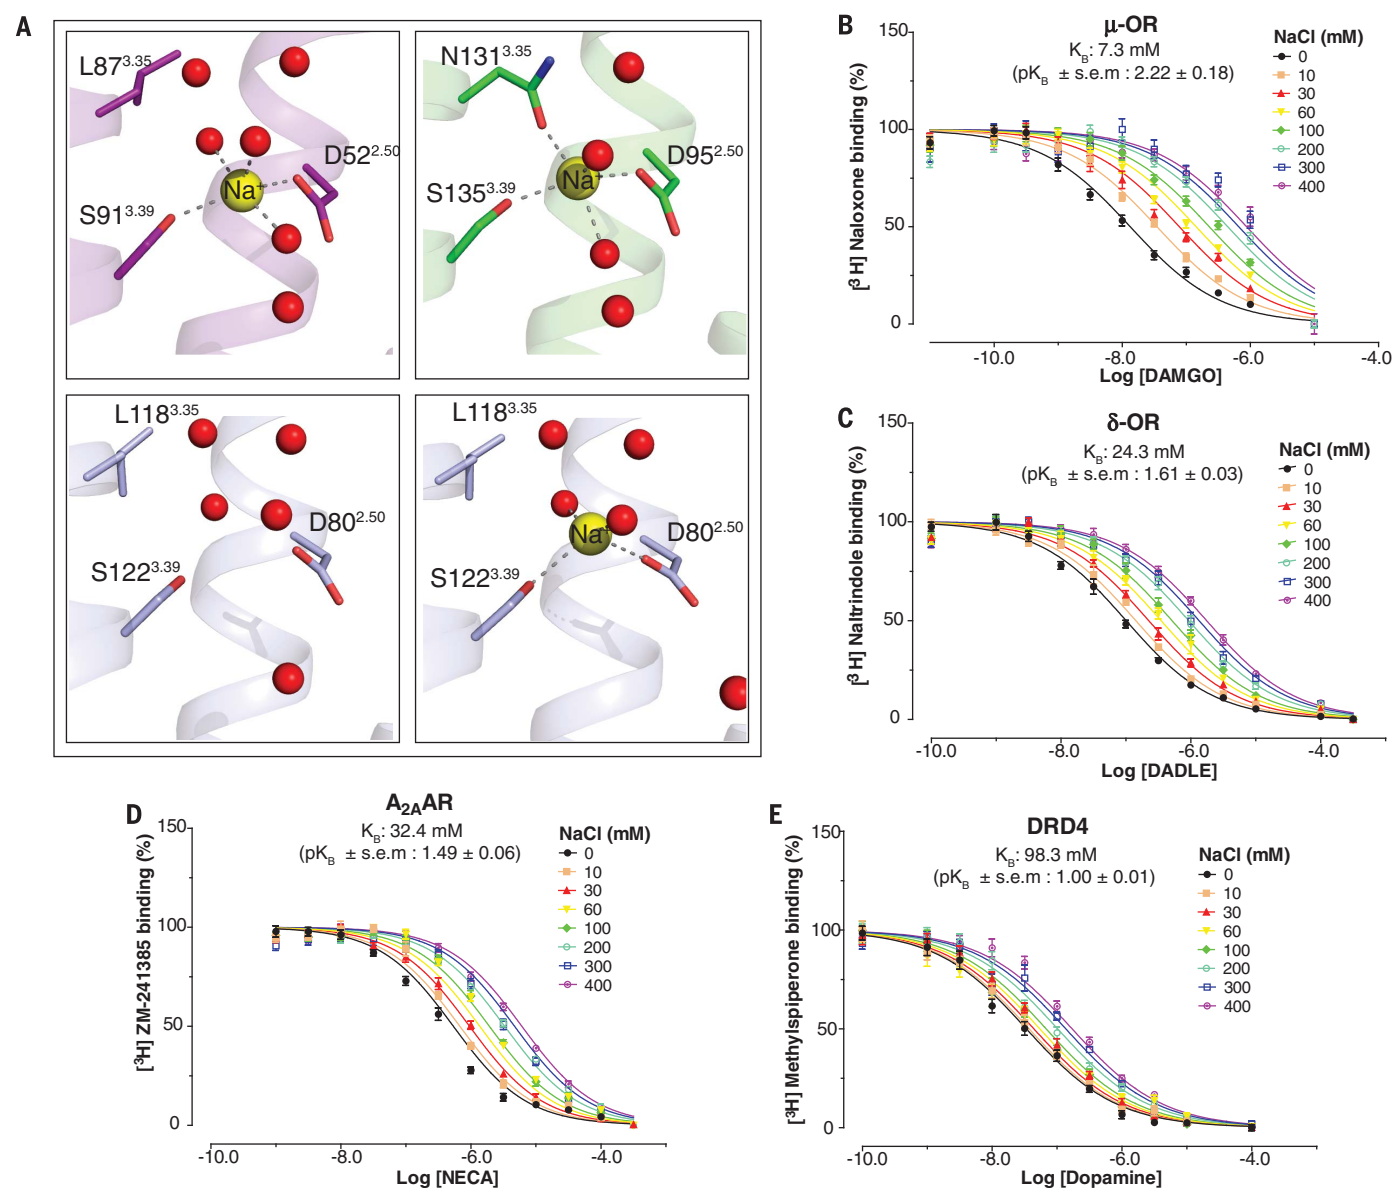 A
L87^3.35
D52^2.50
Na⁺
S91^3.39
N131^3.35
D95^2.50
Na⁺
S135^3.39
L118^3.35
D80^2.50
S122^3.39
L118^3.35
Na⁺
D80^2.50
S122^3.39
B
μ-OR
K_B: 7.3 mM
(pK_B ± s.e.m : 2.22 ± 0.18)
NaCl (mM)
0
10
30
60
100
200
300
400
[³H] Naloxone binding (%)
150
100
50
0
-10.0 -8.0 -6.0 -4.0
Log [DAMGO]
C
δ-OR
K_B: 24.3 mM
(pK_B ± s.e.m : 1.61 ± 0.03)
NaCl (mM)
0
10
30
60
100
200
300
400
[³H] Naltrindole binding (%)
150
100
50
0
-10.0 -8.0 -6.0 -4.0
Log [DADLE]
D
A_2AAR
K_B: 32.4 mM
(pK_B ± s.e.m : 1.49 ± 0.06)
NaCl (mM)
0
10
30
60
100
200
300
400
[³H] ZM-241385 binding (%)
150
100
50
0
-10.0 -8.0 -6.0 -4.0
Log [NECA]
E
DRD4
K_B: 98.3 mM
(pK_B ± s.e.m : 1.00 ± 0.01)
NaCl (mM)
0
10
30
60
100
200
300
400
[³H] Methylspiperone binding (%)
150
100
50
0
-10.0 -8.0 -6.0 -4.0
Log [Dopamine]